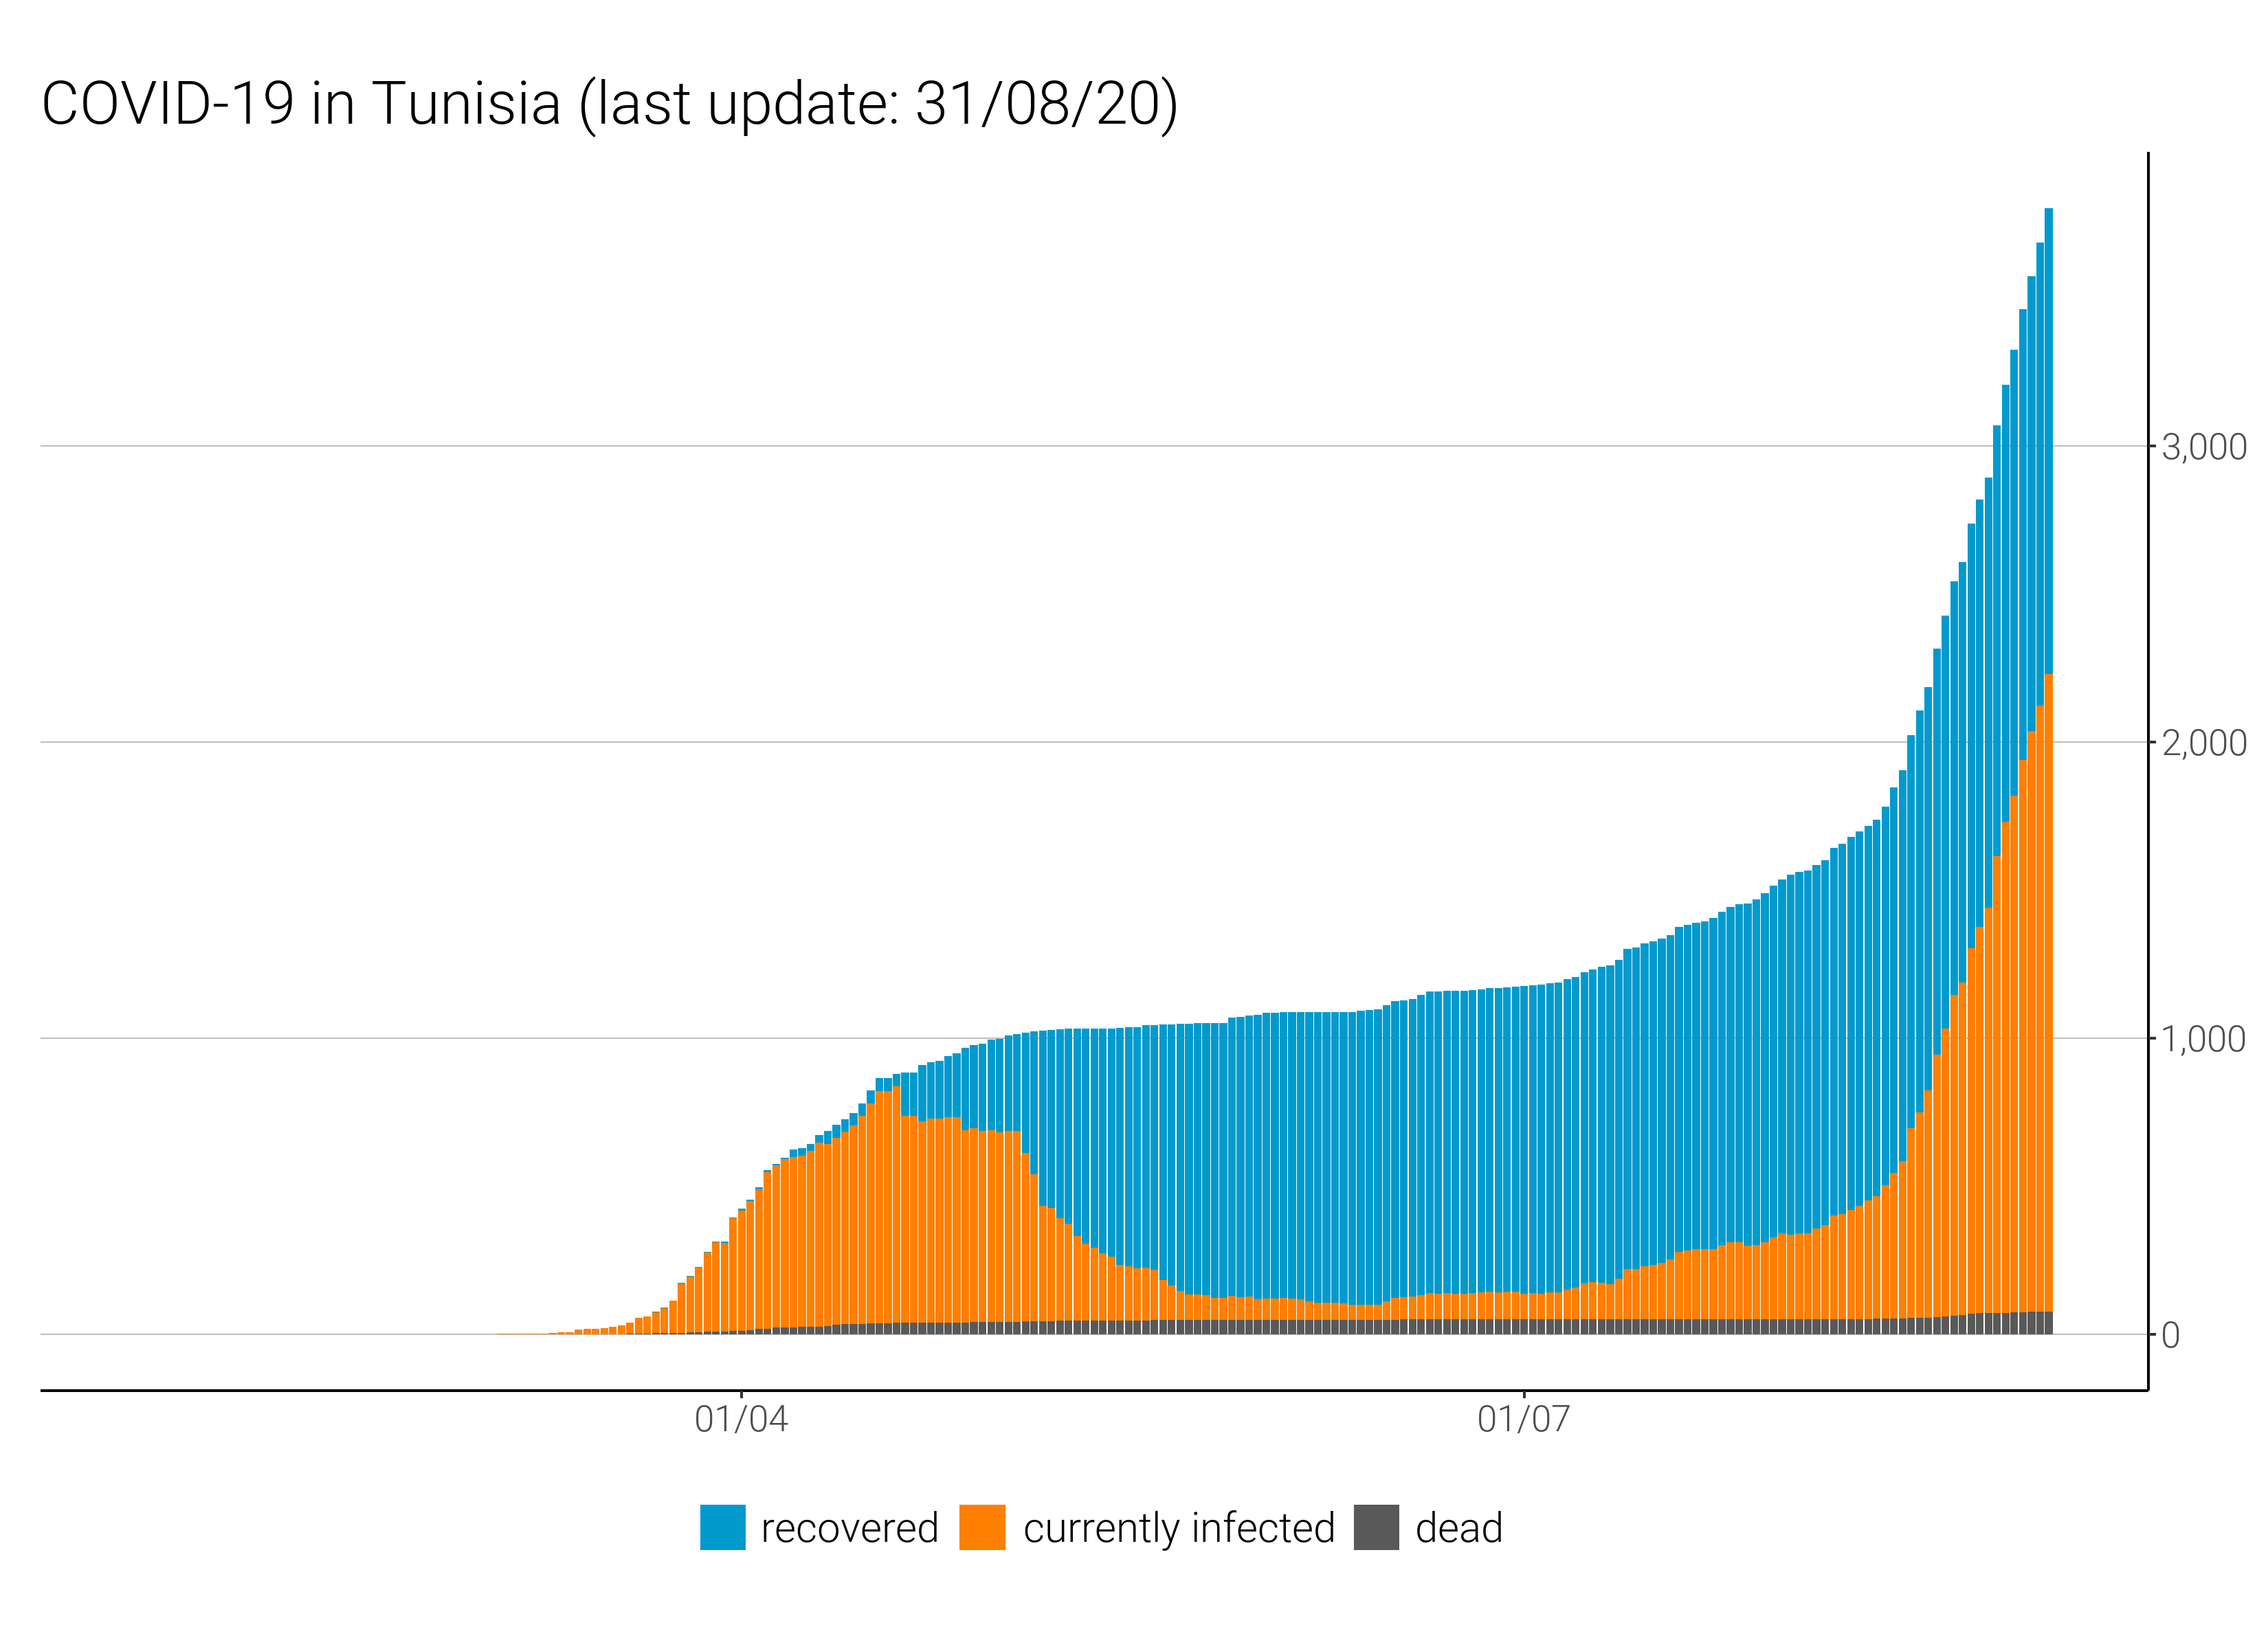 COVID-19 in Tunisia (last update: 31/08/20)
3,000
2,000
1,000
0
01/04 01/07
recovered currently infected dead